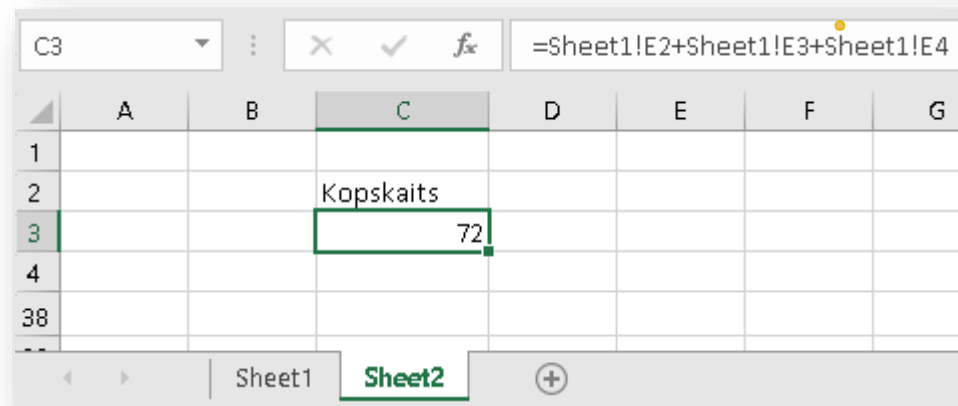 C3 fx =Sheet1!E2+Sheet1!E3+Sheet1!E4
A B C D E F G
1
2 Kopskaits
3 72
4
38
Sheet1 Sheet2